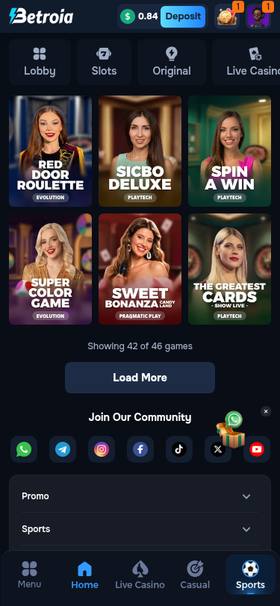 Betroia
$ 0.84 Deposit
1
1
Lobby
Slots
Original
Live Casino
RED
DOOR
ROULETTE
EVOLUTION
SICBO
DELUXE
PLAYTECH
SPIN
A WIN
PLAYTECH
SUPER
COLOR
GAME
EVOLUTION
SWEET
BONANZA CANDY
LAND
PRAGMATIC PLAY
THE GREATEST
CARDS
- SHOW LIVE -
PLAYTECH
Showing 42 of 46 games
Load More
Join Our Community
Promo
Sports
Menu
Home
Live Casino
Casual
Sports